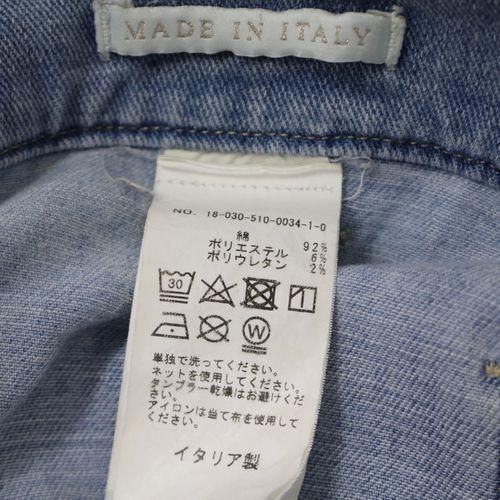 MADE IN ITALY
NO. 18-030-510-0034-1-0
綿 92%
ポリエステル 6%
ポリウレタン 2%
30
W
単独で洗ってください。
ネットを使用してください。
タンブラー乾燥はお避けください。
アイロンは当て布を使用して下さい。
イタリア製